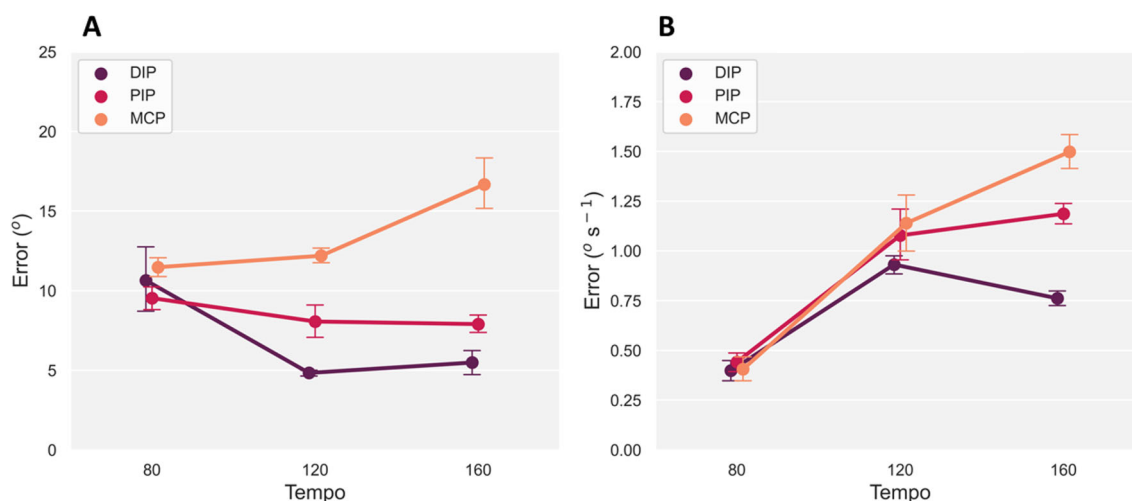 A
25
20
15
10
5
0
Error (º)
DIP
PIP
MCP
80
120
160
Tempo
B
2.00
1.75
1.50
1.25
1.00
0.75
0.50
0.25
0.00
Error (º s⁻¹)
DIP
PIP
MCP
80
120
160
Tempo